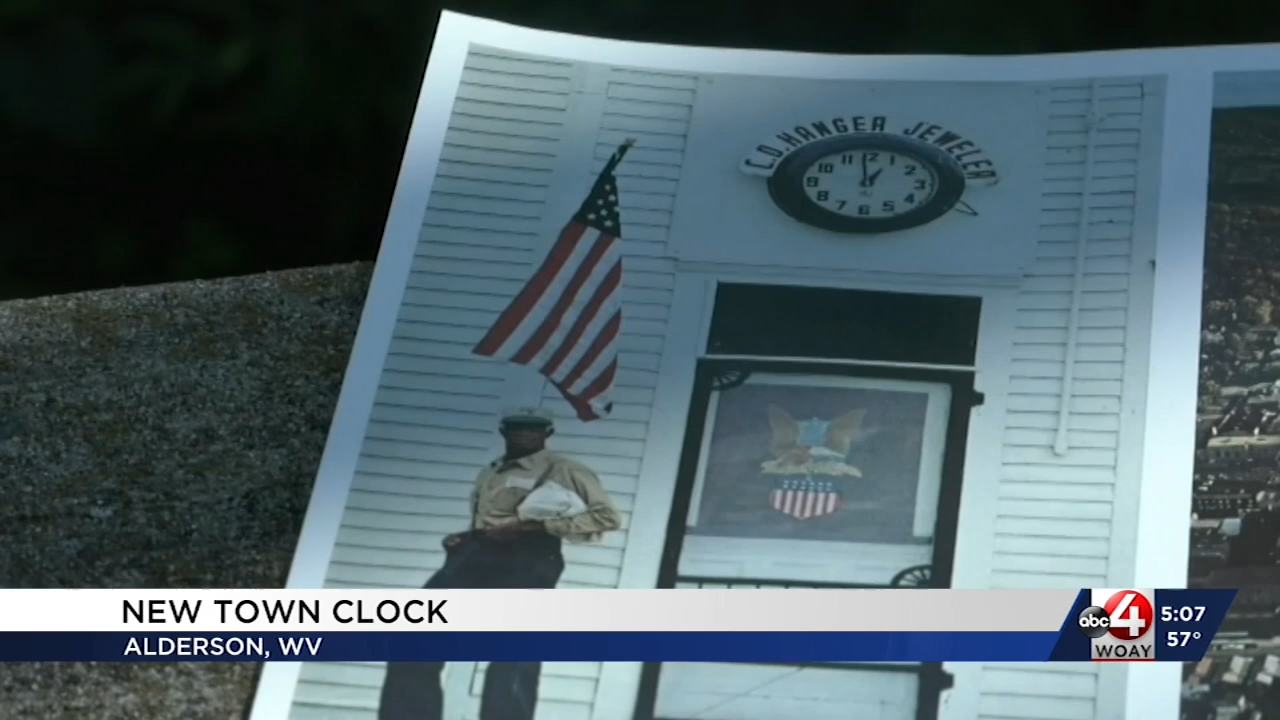 C.D. HANGER JEWELER
11 12 1
10 2
9 3
8 4
7 6 5
NEW TOWN CLOCK
ALDERSON, WV
abc 4
WOAY
5:07
57°